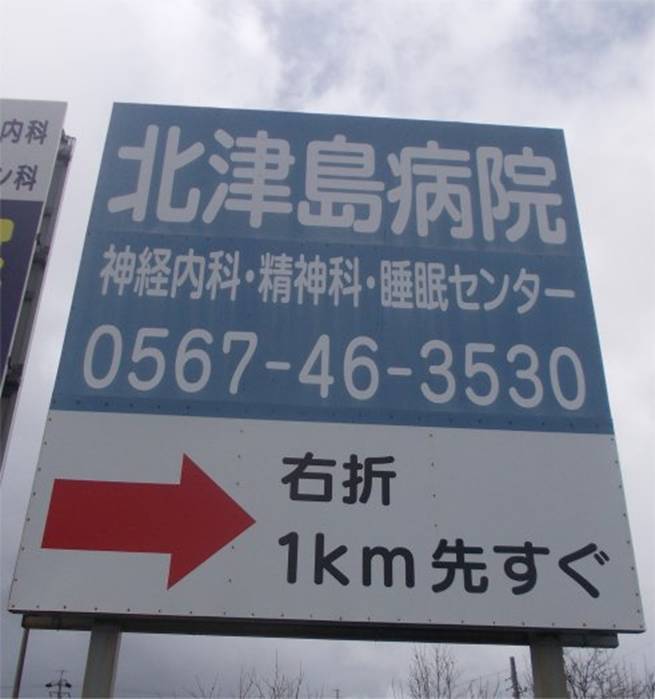 内科
ン科
北津島病院
神経内科・精神科・睡眠センター
0567-46-3530
右折
1km先すぐ